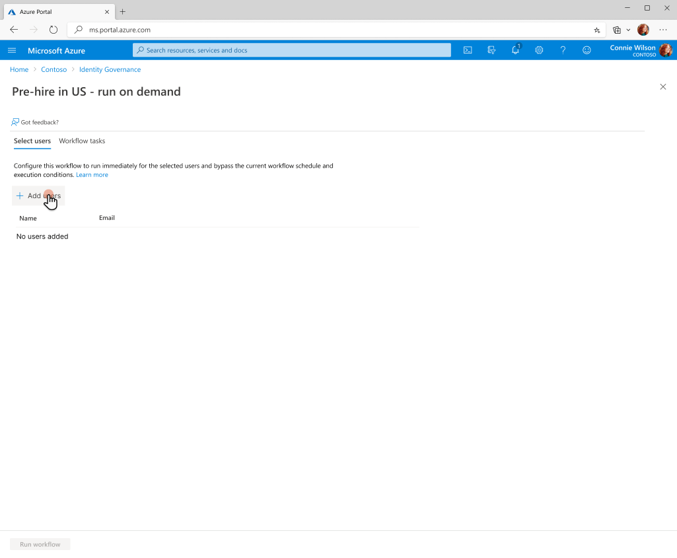 Azure Portal
ms.portal.azure.com
Microsoft Azure
Search resources, services and docs
1
Connie Wilson
CONTOSO
Home > Contoso > Identity Governance
Pre-hire in US - run on demand
Got feedback?
Select users Workflow tasks
Configure this workflow to run immediately for the selected users and bypass the current workflow schedule and
execution conditions. Learn more
Add users
Name Email
No users added
Run workflow